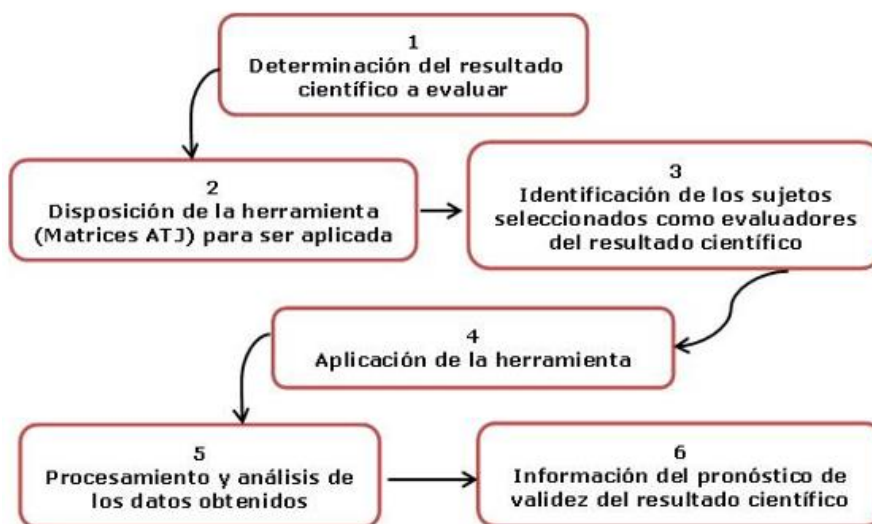 1
Determinación del resultado
científico a evaluar
2
Disposición de la herramienta
(Matrices ATJ) para ser aplicada
3
Identificación de los sujetos
seleccionados como evaluadores
del resultado científico
4
Aplicación de la herramienta
5
Procesamiento y análisis de
los datos obtenidos
6
Información del pronóstico de
validez del resultado científico